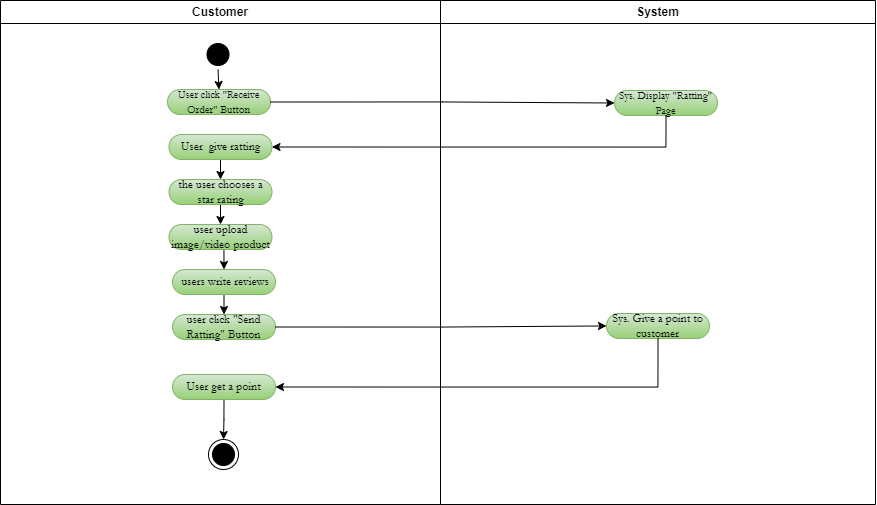 Customer
System
User click "Receive
Order" Button
Sys. Display "Ratting"
Page
User give ratting
the user chooses a
star rating
user upload
image/video product
users write reviews
user click "Send
Ratting" Button
Sys. Give a point to
customer
User get a point